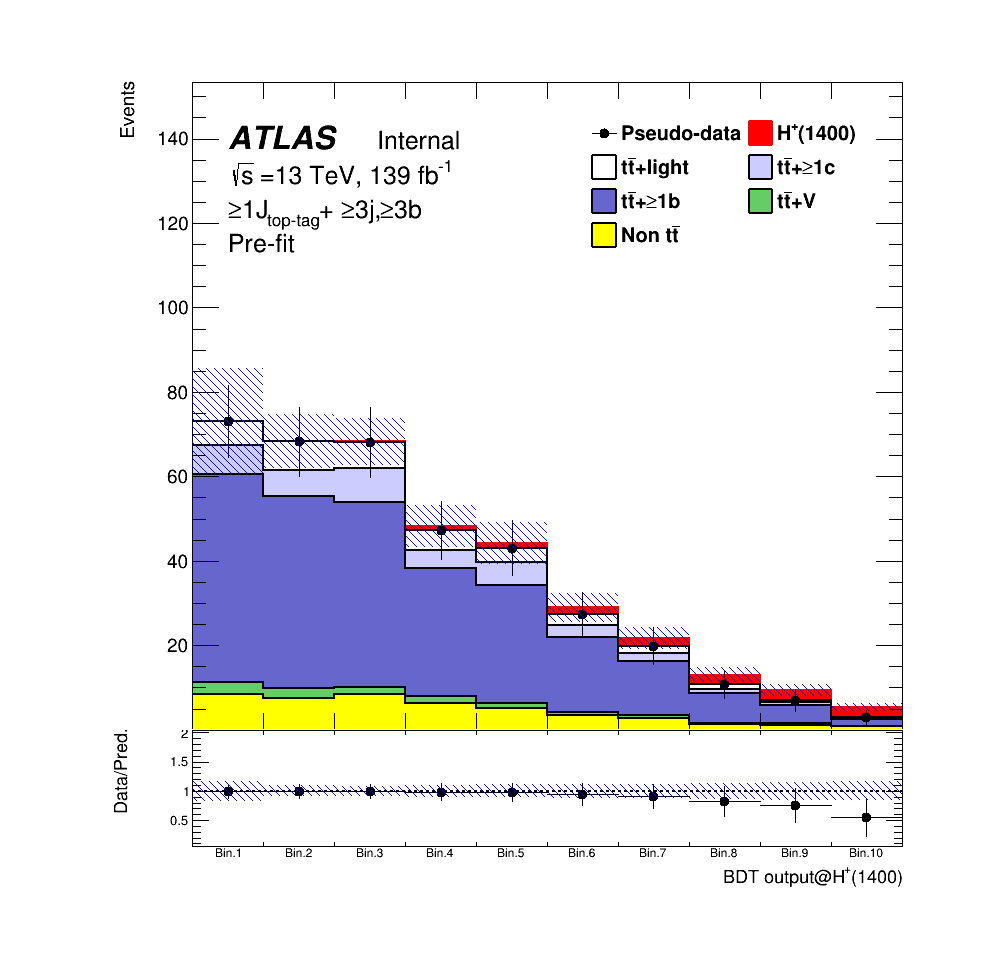 Events
140
120
100
80
60
40
20
ATLAS Internal
√s =13 TeV, 139 fb⁻¹
≥1J_top-tag+ ≥3j,≥3b
Pre-fit
Pseudo-data H⁺(1400)
tt̄+light tt̄+≥1c
tt̄+≥1b tt̄+V
Non tt̄
Data/Pred.
2
1.5
1
0.5
Bin.1 Bin.2 Bin.3 Bin.4 Bin.5 Bin.6 Bin.7 Bin.8 Bin.9 Bin.10
BDT output@H⁺(1400)